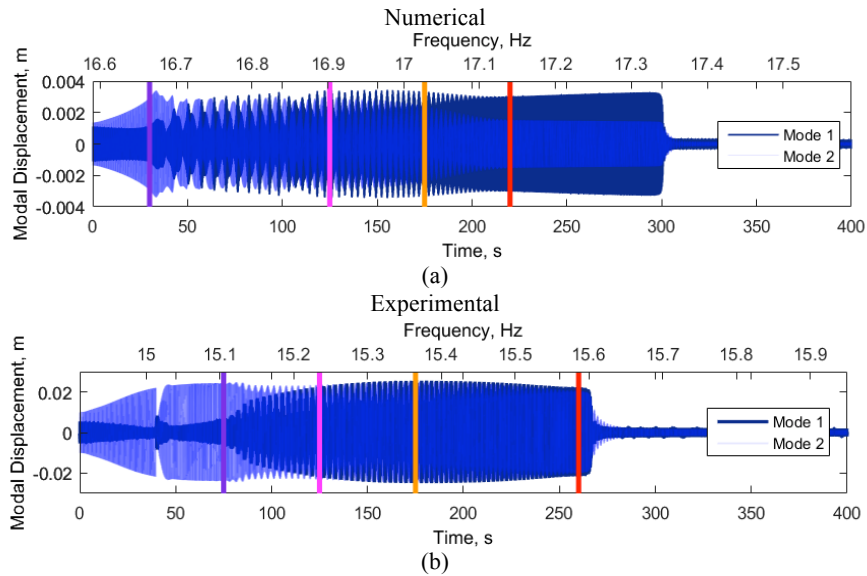 Numerical
Frequency, Hz
16.6 16.7 16.8 16.9 17 17.1 17.2 17.3 17.4 17.5
Modal Displacement, m
0.004
0.002
0
-0.002
-0.004
Mode 1
Mode 2
0 50 100 150 200 250 300 350 400
Time, s
(a)
Experimental
Frequency, Hz
15 15.1 15.2 15.3 15.4 15.5 15.6 15.7 15.8 15.9
Modal Displacement, m
0.02
0
-0.02
Mode 1
Mode 2
0 50 100 150 200 250 300 350 400
Time, s
(b)